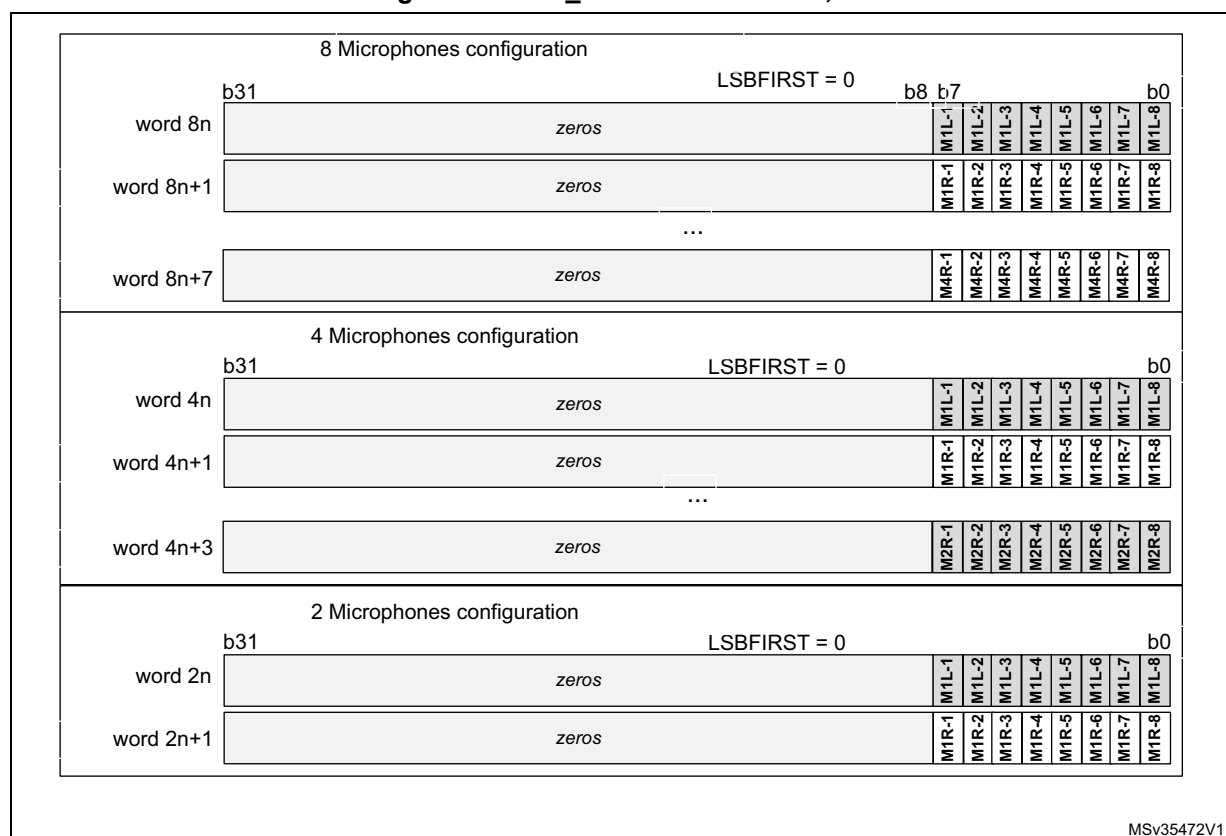 8 Microphones configuration
LSBFIRST = 0
b31 b8 b7 b0
word 8n zeros M1L-1 M1L-2 M1L-3 M1L-4 M1L-5 M1L-6 M1L-7 M1L-8
word 8n+1 zeros M1R-1 M1R-2 M1R-3 M1R-4 M1R-5 M1R-6 M1R-7 M1R-8
...
word 8n+7 zeros M4R-1 M4R-2 M4R-3 M4R-4 M4R-5 M4R-6 M4R-7 M4R-8
4 Microphones configuration
b31 LSBFIRST = 0 b0
word 4n zeros M1L-1 M1L-2 M1L-3 M1L-4 M1L-5 M1L-6 M1L-7 M1L-8
word 4n+1 zeros M1R-1 M1R-2 M1R-3 M1R-4 M1R-5 M1R-6 M1R-7 M1R-8
...
word 4n+3 zeros M2R-1 M2R-2 M2R-3 M2R-4 M2R-5 M2R-6 M2R-7 M2R-8
2 Microphones configuration
b31 LSBFIRST = 0 b0
word 2n zeros M1L-1 M1L-2 M1L-3 M1L-4 M1L-5 M1L-6 M1L-7 M1L-8
word 2n+1 zeros M1R-1 M1R-2 M1R-3 M1R-4 M1R-5 M1R-6 M1R-7 M1R-8
MSv35472V1